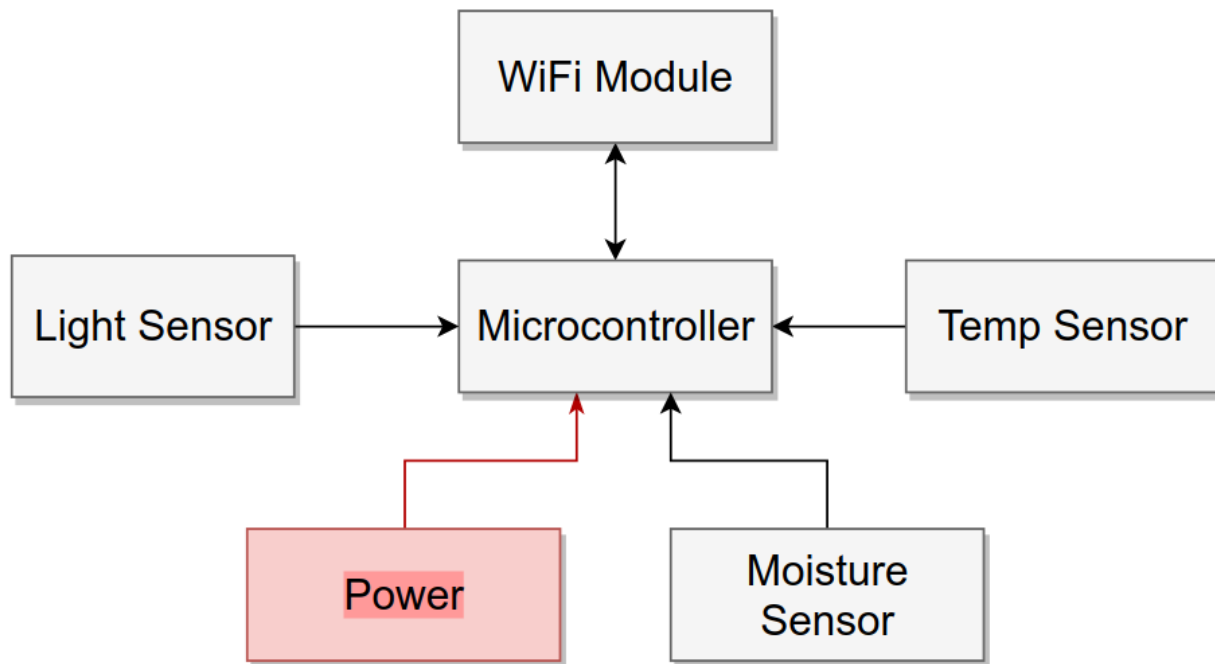 WiFi Module
Light Sensor
Microcontroller
Temp Sensor
Power
Moisture
Sensor